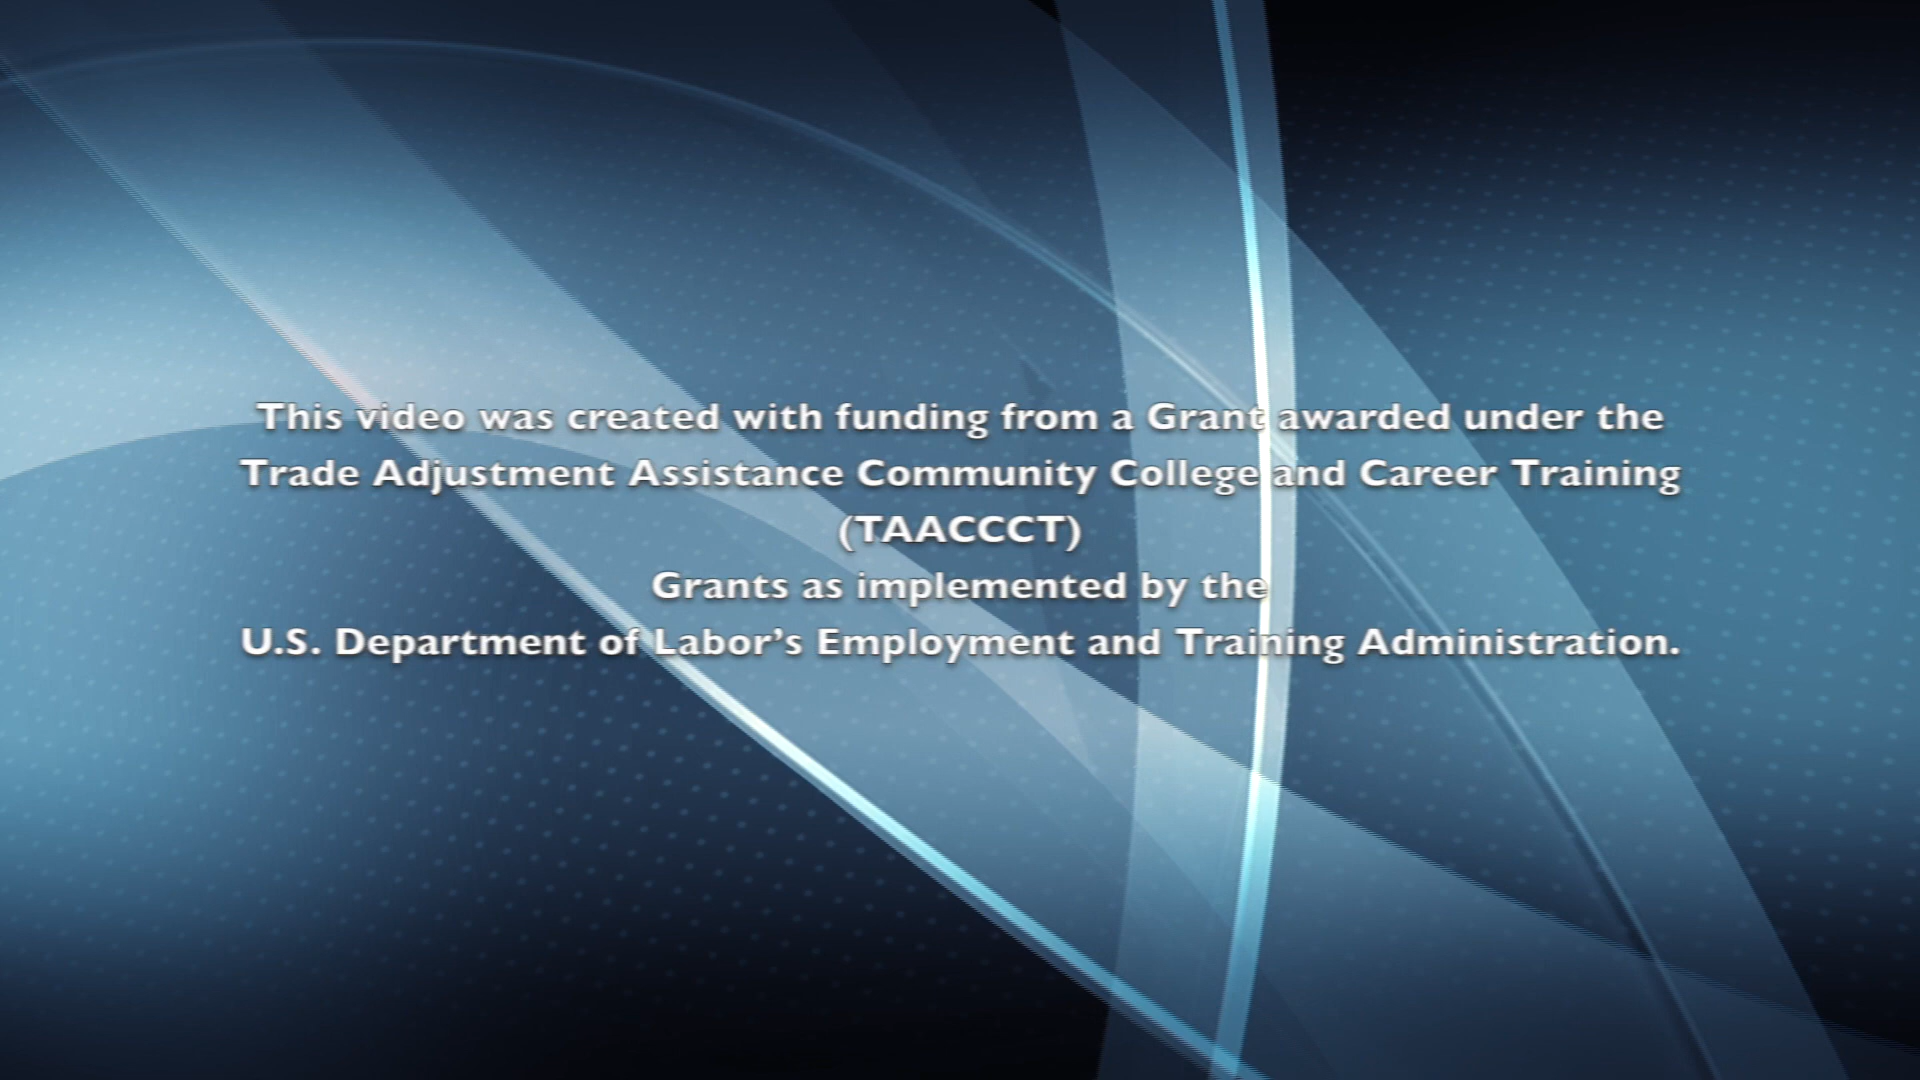 This video was created with funding from a Grant awarded under the
Trade Adjustment Assistance Community College and Career Training
(TAACCCT)
Grants as implemented by the
U.S. Department of Labor’s Employment and Training Administration.